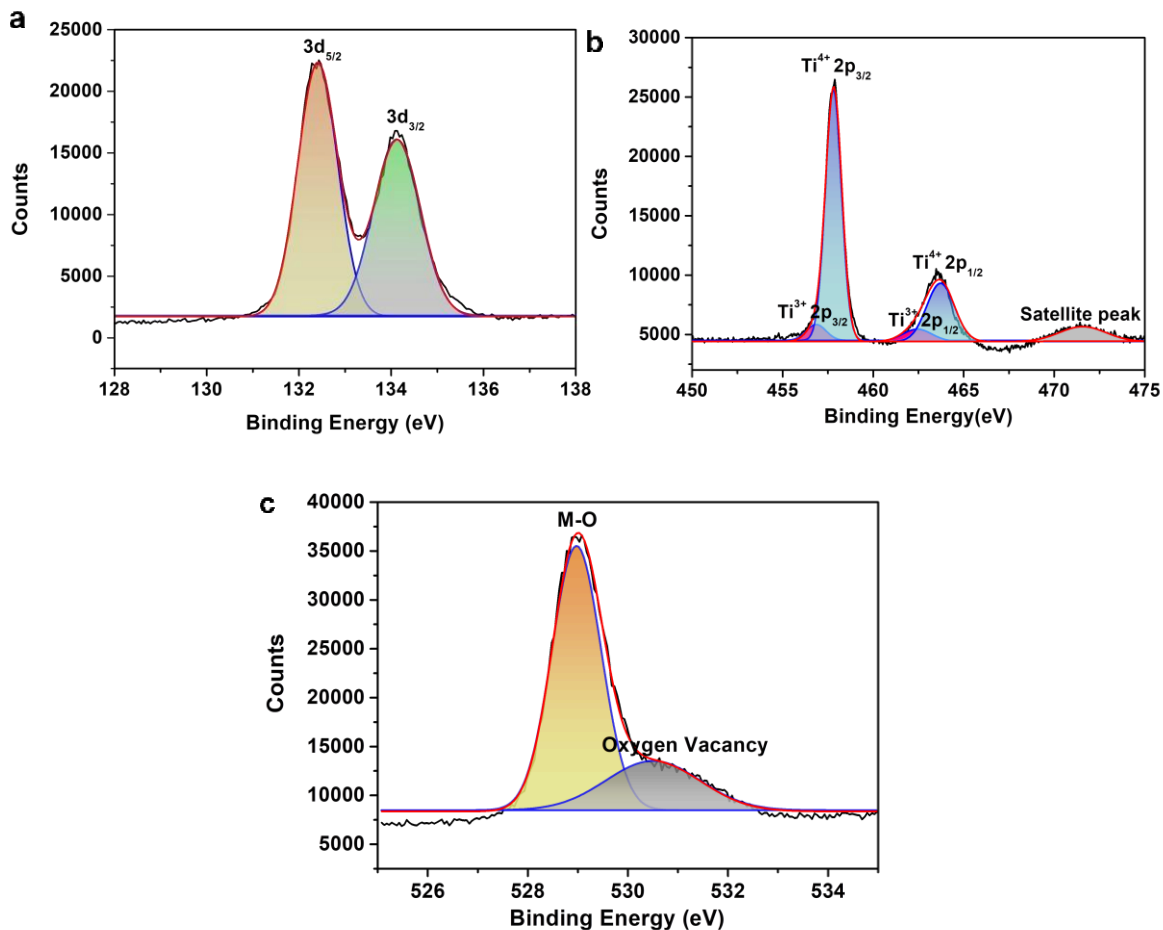 a
3d5/2
3d3/2
25000
20000
15000
10000
5000
0
Counts
128 130 132 134 136 138
Binding Energy (eV)
b
Ti4+ 2p3/2
Ti4+ 2p1/2
Ti3+ 2p3/2
Ti3+ 2p1/2
Satellite peak
30000
25000
20000
15000
10000
5000
Counts
450 455 460 465 470 475
Binding Energy(eV)
c
M-O
Oxygen Vacancy
40000
35000
30000
25000
20000
15000
10000
5000
Counts
526 528 530 532 534
Binding Energy (eV)